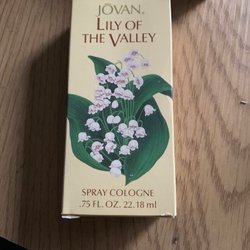 JŌVAN.
LILY OF
THE VALLEY
SPRAY COLOGNE
.75 FL. OZ. 22.18 ml